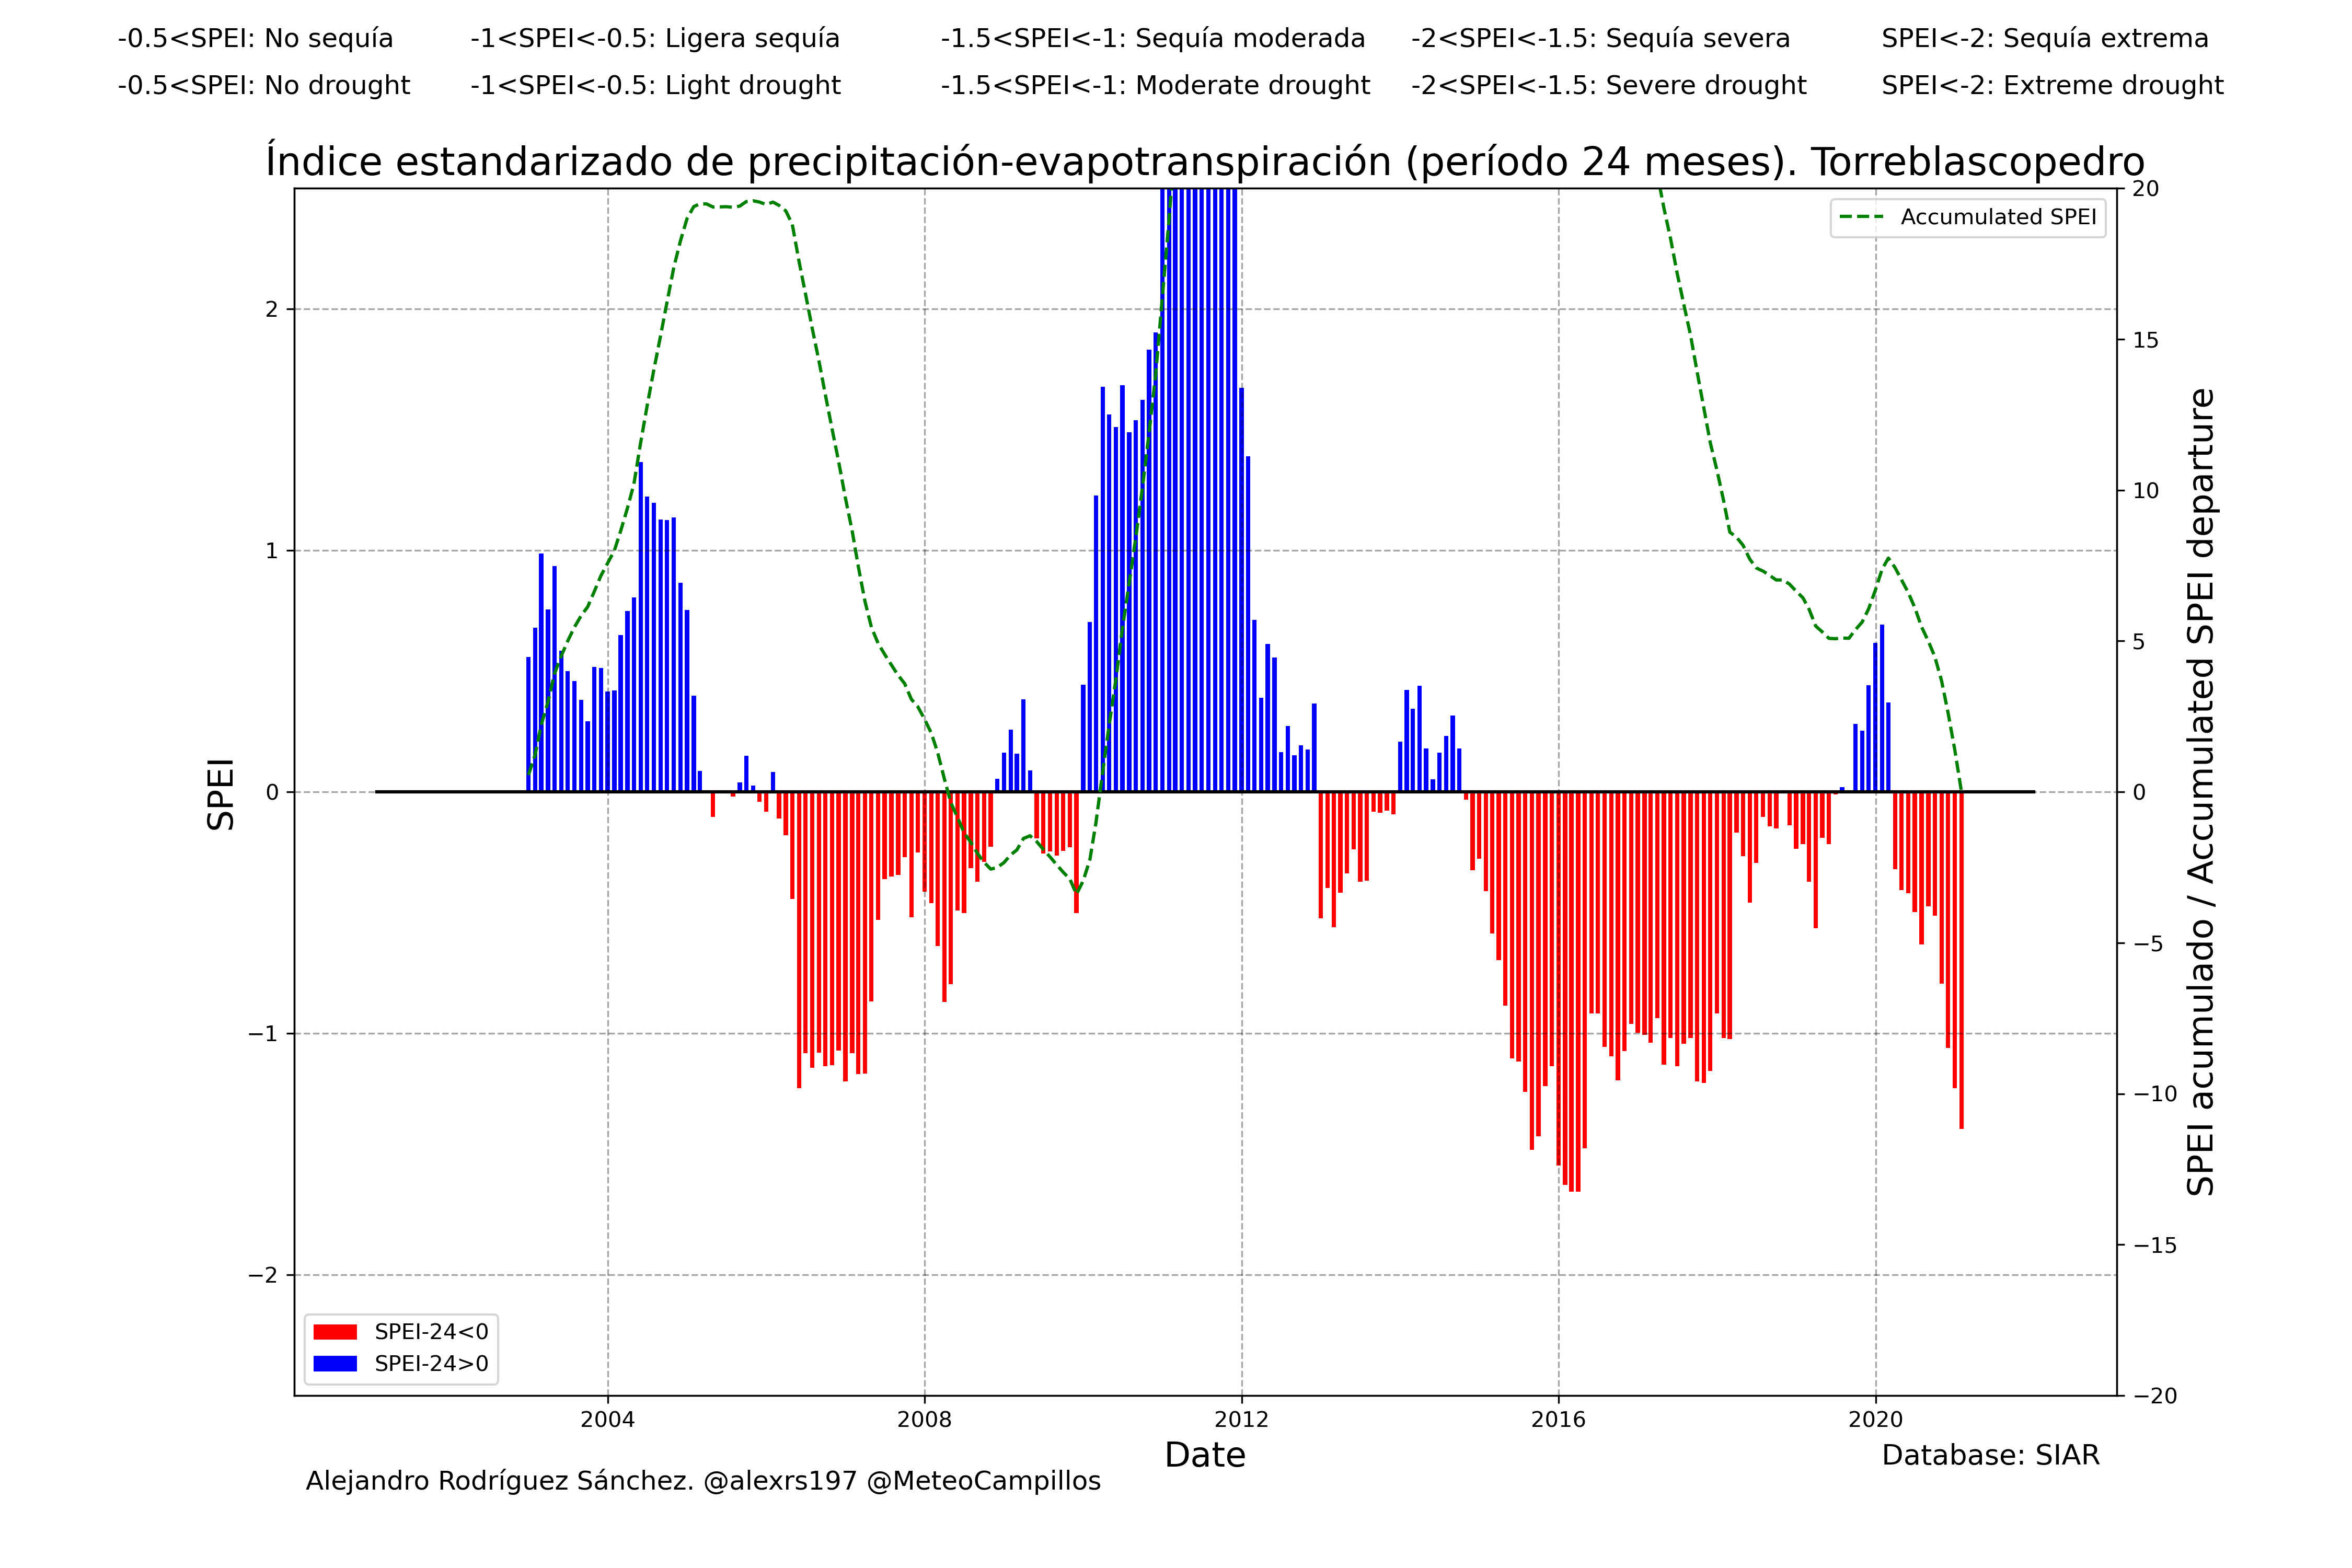 -0.5<SPEI: No sequía -1<SPEI<-0.5: Ligera sequía -1.5<SPEI<-1: Sequía moderada -2<SPEI<-1.5: Sequía severa SPEI<-2: Sequía extrema
-0.5<SPEI: No drought -1<SPEI<-0.5: Light drought -1.5<SPEI<-1: Moderate drought -2<SPEI<-1.5: Severe drought SPEI<-2: Extreme drought
Índice estandarizado de precipitación-evapotranspiración (período 24 meses). Torreblascopedro
Accumulated SPEI
SPEI
2
1
0
−1
−2
20
15
10
5
0
−5
−10
−15
−20
SPEI acumulado / Accumulated SPEI departure
SPEI-24<0
SPEI-24>0
2004 2008 2012 2016 2020
Date
Database: SIAR
Alejandro Rodríguez Sánchez. @alexrs197 @MeteoCampillos